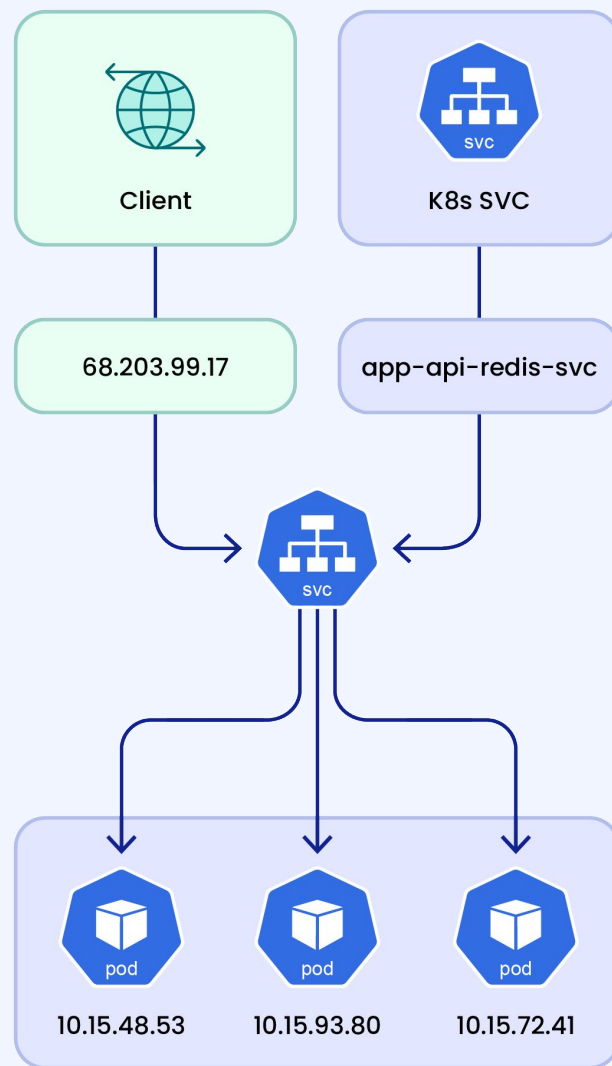 svc
Client
K8s SVC
68.203.99.17
app-api-redis-svc
svc
pod
pod
pod
10.15.48.53
10.15.93.80
10.15.72.41